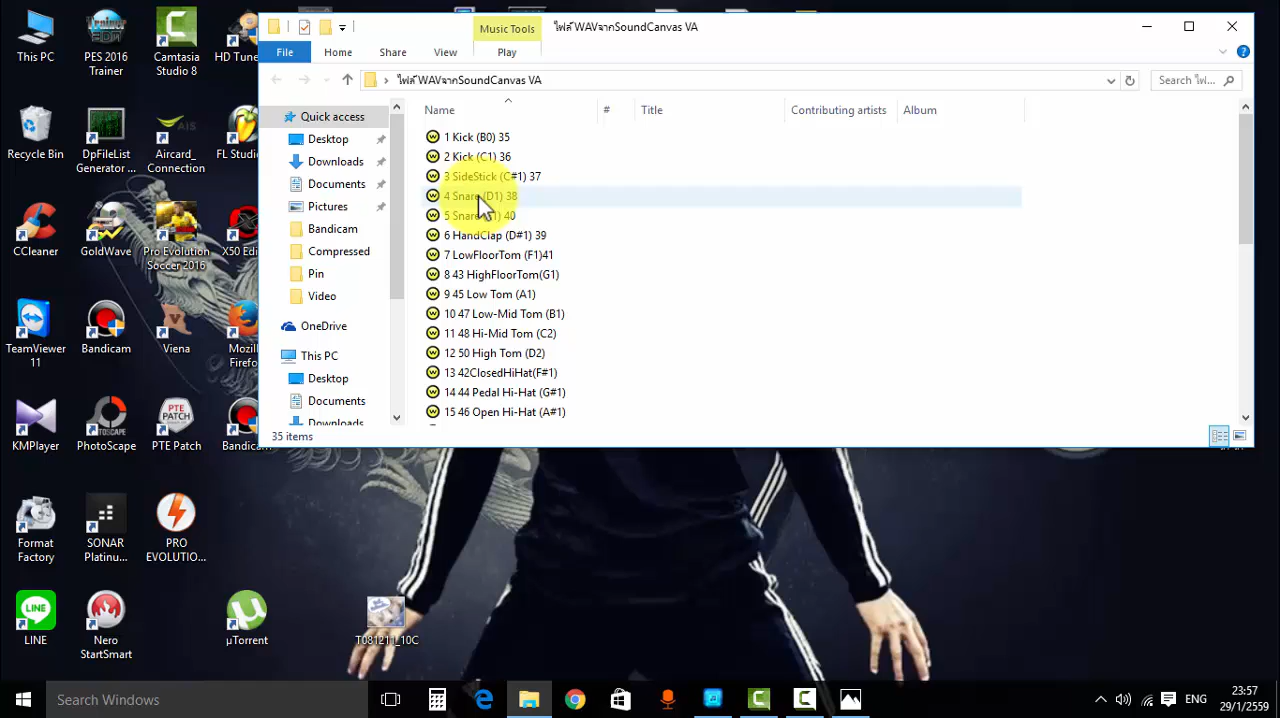 This PC
PES 2016
Trainer
Camtasia
Studio 8
HD Tune
Recycle Bin
DpFileList
Generator ...
Aircard_
Connection
FL Studio
CCleaner
GoldWave
Pro Evolution
Soccer 2016
X50 Edi
TeamViewer
11
Bandicam
Viena
Mozil
Firefo
KMPlayer
PhotoScape
PTE Patch
Bandicam
Format
Factory
SONAR
Platinu...
PRO
EVOLUTIO...
LINE
Nero
StartSmart
µTorrent
T081211_10C
Music Tools
ไฟล์WAVจากSoundCanvas VA
File
Home
Share
View
Play
ไฟล์WAVจากSoundCanvas VA
Search ไฟ...
Quick access
Desktop
Downloads
Documents
Pictures
Bandicam
Compressed
Pin
Video
OneDrive
This PC
Desktop
Documents
Downloads
Name
#
Title
Contributing artists
Album
1 Kick (B0) 35
2 Kick (C1) 36
3 SideStick (C#1) 37
4 Snare (D1) 38
5 Snare 40
6 HandClap (D#1) 39
7 LowFloorTom (F1)41
8 43 HighFloorTom(G1)
9 45 Low Tom (A1)
10 47 Low-Mid Tom (B1)
11 48 Hi-Mid Tom (C2)
12 50 High Tom (D2)
13 42ClosedHiHat(F#1)
14 44 Pedal Hi-Hat (G#1)
15 46 Open Hi-Hat (A#1)
35 items
Search Windows
ENG
23:57
29/1/2559